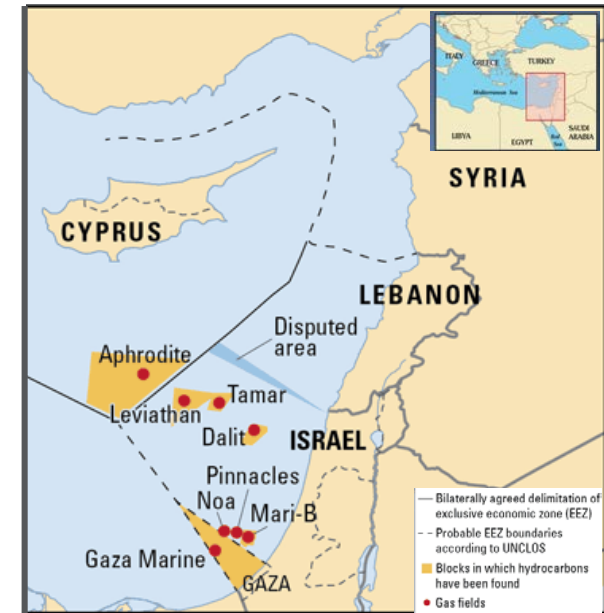 ITALY
GREECE
TURKEY
Mediterranean Sea
LIBYA
EGYPT
Red
Sea
SAUDI
ARABIA
SYRIA
CYPRUS
LEBANON
Disputed
area
Aphrodite
Tamar
Leviathan
Dalit
ISRAEL
Pinnacles
Noa
Mari-B
Gaza Marine
GAZA
Bilaterally agreed delimitation of
exclusive economic zone (EEZ)
Probable EEZ boundaries
according to UNCLOS
Blocks in which hydrocarbons
have been found
Gas fields